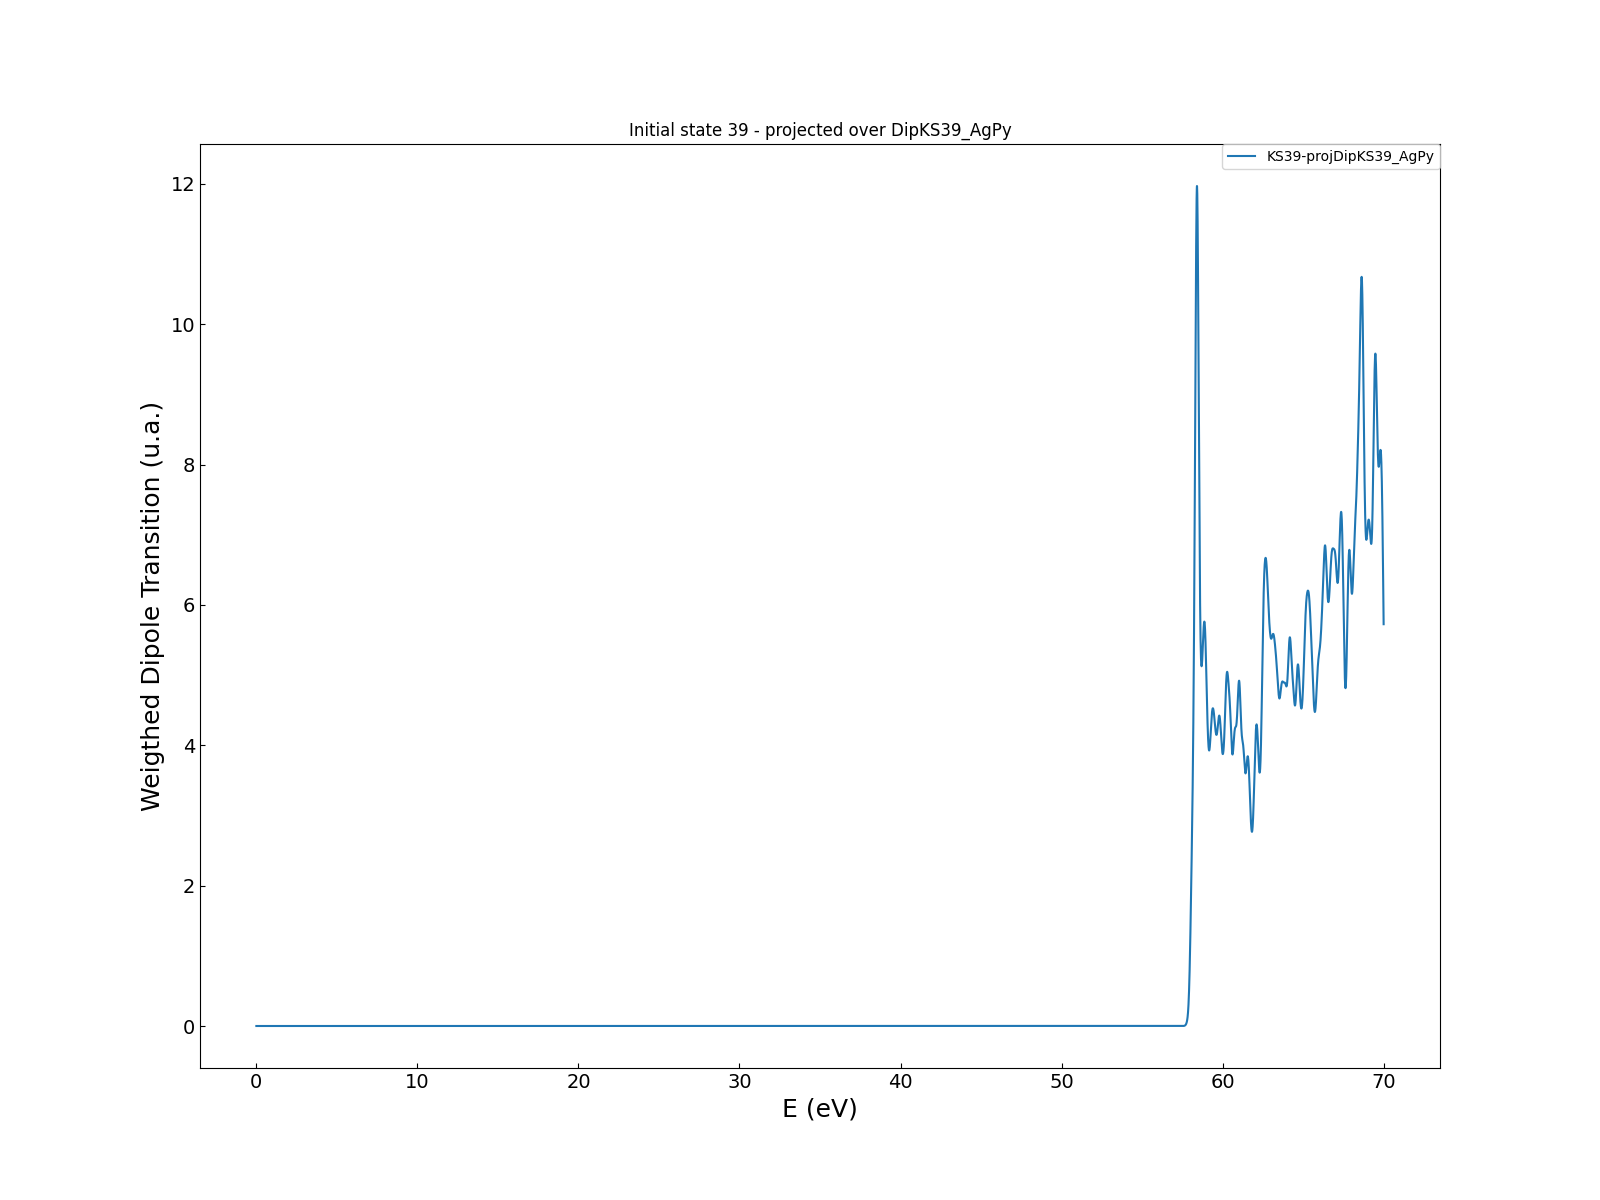 Initial state 39 - projected over DipKS39_AgPy
KS39-projDipKS39_AgPy
Weigthed Dipole Transition (u.a.)
12
10
8
6
4
2
0
0 10 20 30 40 50 60 70
E (eV)